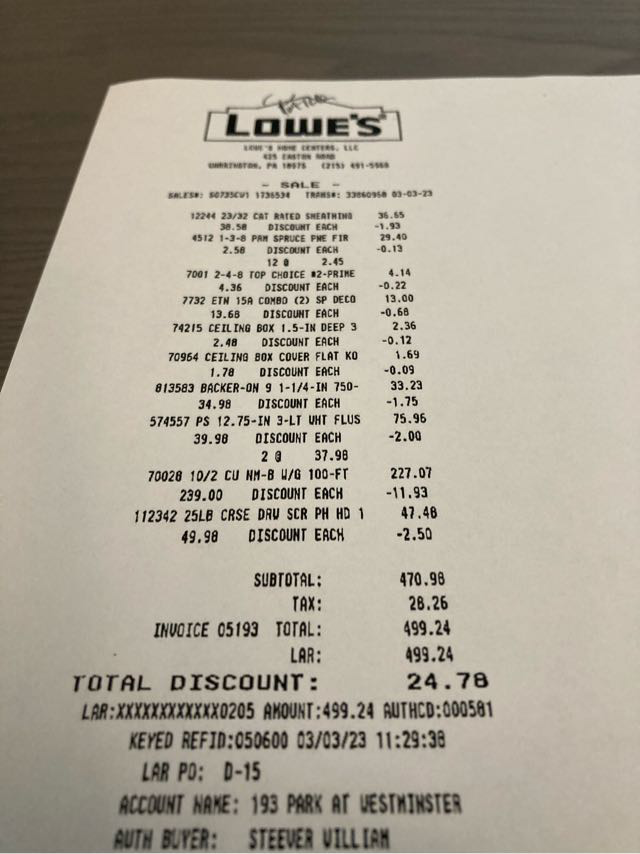 LOWE'S
LOWE'S HOME CENTERS, LLC
425 EASTON ROAD
WARRINGTON, PA 18976 (215) 491-5560
- SALE -
SALES#: S0735CW1 1736534 TRANS#: 33860958 03-03-23
12244 23/32 CAT RATED SHEATHING 36.65
38.58 DISCOUNT EACH -1.93
4512 1-3-8 PAM SPRUCE PNE FIR 29.40
2.58 DISCOUNT EACH -0.13
12 @ 2.45
7001 2-4-8 TOP CHOICE #2-PRIME 4.14
4.36 DISCOUNT EACH -0.22
7732 ETN 15A COMBO (2) SP DECO 13.00
13.68 DISCOUNT EACH -0.68
74215 CEILING BOX 1.5-IN DEEP 3 2.36
2.48 DISCOUNT EACH -0.12
70964 CEILING BOX COVER FLAT KO 1.69
1.78 DISCOUNT EACH -0.09
813583 BACKER-ON 9 1-1/4-IN 750- 33.23
34.98 DISCOUNT EACH -1.75
574557 PS 12.75-IN 3-LT WHT FLUS 75.96
39.98 DISCOUNT EACH -2.00
2 @ 37.98
70028 10/2 CU NM-B W/G 100-FT 227.07
239.00 DISCOUNT EACH -11.93
112342 25LB CRSE DRW SCR PH HD 1 47.48
49.98 DISCOUNT EACH -2.50
SUBTOTAL: 470.98
TAX: 28.26
INVOICE 05193 TOTAL: 499.24
LAR: 499.24
TOTAL DISCOUNT: 24.78
LAR:XXXXXXXXXXXX0205 AMOUNT:499.24 AUTHCD:000581
KEYED REFID:050600 03/03/23 11:29:38
LAR PO: D-15
ACCOUNT NAME: 193 PARK AT WESTMINSTER
AUTH BUYER: STEEVER WILLIAM